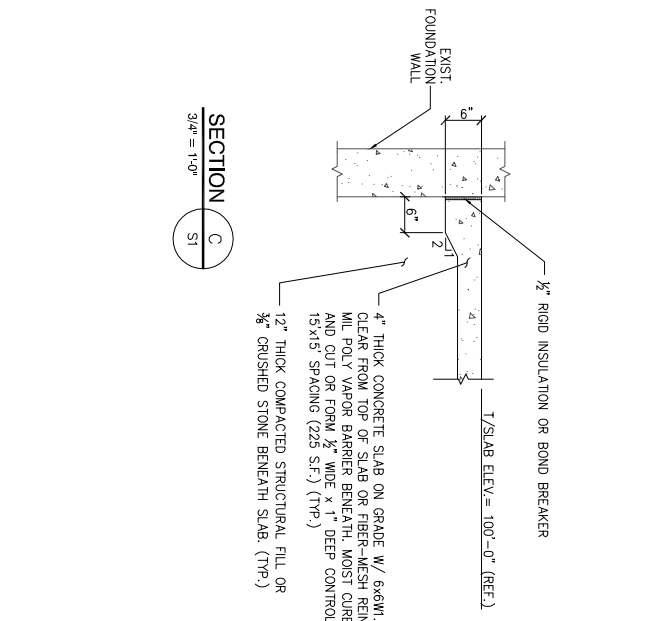 EXIST.
FOUNDATION
WALL
6"
6"
2
1
½" RIGID INSULATION OR BOND BREAKER
T/SLAB ELEV.= 100'-0" (REF.)
4" THICK CONCRETE SLAB ON GRADE W/ 6x6W1.
CLEAR FROM TOP OF SLAB OR FIBER-MESH REIN
MIL POLY VAPOR BARRIER BENEATH. MOIST CURE
AND CUT OR FORM ½" WIDE x 1" DEEP CONTROL
15'x15' SPACING (225 S.F.) (TYP.)
12" THICK COMPACTED STRUCTURAL FILL OR
⅜" CRUSHED STONE BENEATH SLAB. (TYP.)
SECTION
3/4" = 1'-0"
C
S1